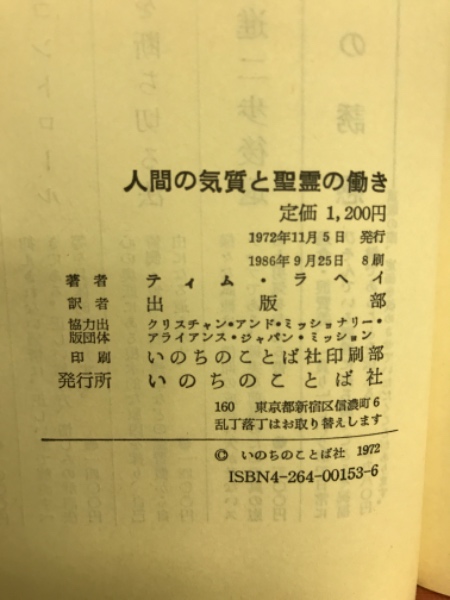 人間の気質と聖霊の働き
定価 1,200円
1972年11月5日 発行
1986年9月25日 8刷
著者 ティム・ラヘイ
訳者 出版部
協力出版団体 クリスチャン・アンド・ミッショナリー・
アライアンス・ジャパン・ミッション
印刷 いのちのことば社印刷部
発行所 いのちのことば社
160 東京都新宿区信濃町6
乱丁落丁はお取り替えします
© いのちのことば社 1972
ISBN4-264-00153-6